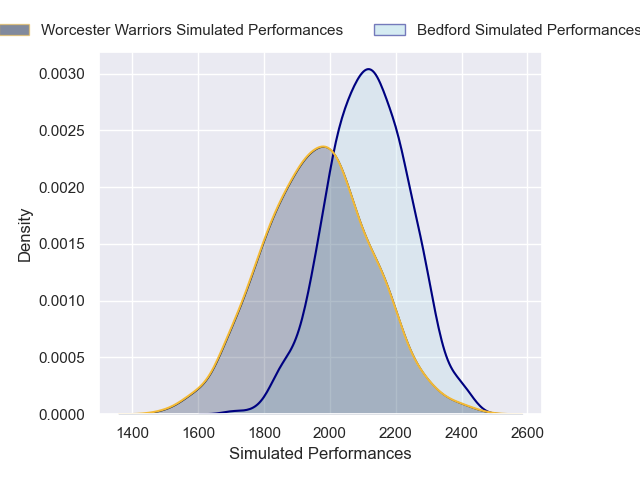 Worcester Warriors Simulated Performances
Bedford Simulated Performances
0.0030
0.0025
0.0020
0.0015
0.0010
0.0005
0.0000
Density
1400 1600 1800 2000 2200 2400 2600
Simulated Performances